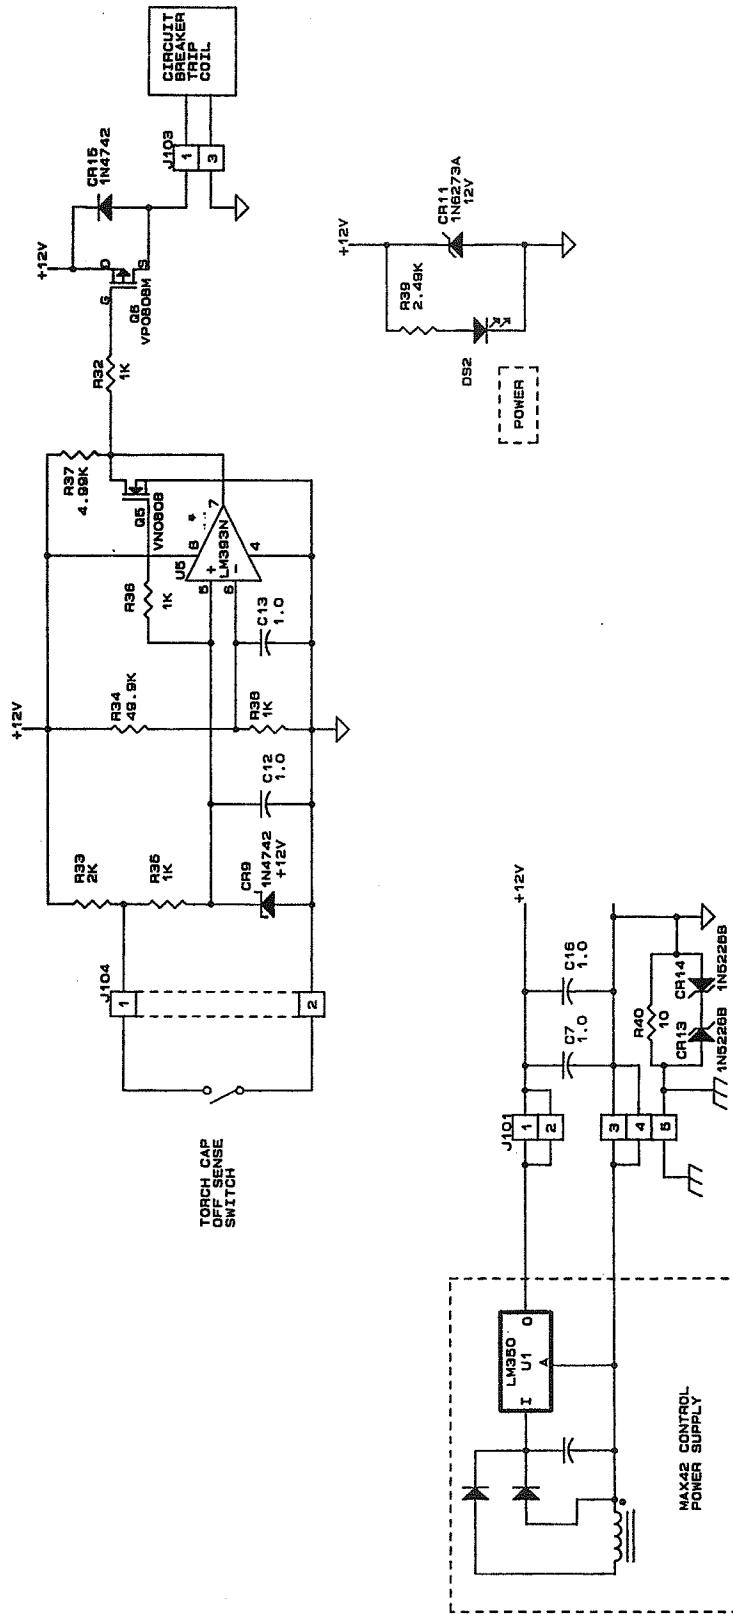 CIRCUIT
BREAKER
TRIP
COIL
J103
1
3
CR15
1N4742
+12V
D
S
G
Q6
VP0808M
R32
1K
R37
4.99K
Q5
VN0808
R36
1K
U5
LM393N
*
5
6
7
8
4
+
-
C13
1.0
+12V
R34
49.9K
R38
1K
C12
1.0
R33
2K
R35
1K
CR9
1N4742
+12V
J104
1
2
TORCH CAP
OFF SENSE
SWITCH
+12V
CR11
1N6273A
12V
R39
2.49K
DS2
POWER
+12V
C16
1.0
C7
1.0
R40
10
CR14
1N5226B
CR13
1N5226B
J101
1
2
3
4
5
LM350
U1
I
O
A
MAX42 CONTROL
POWER SUPPLY